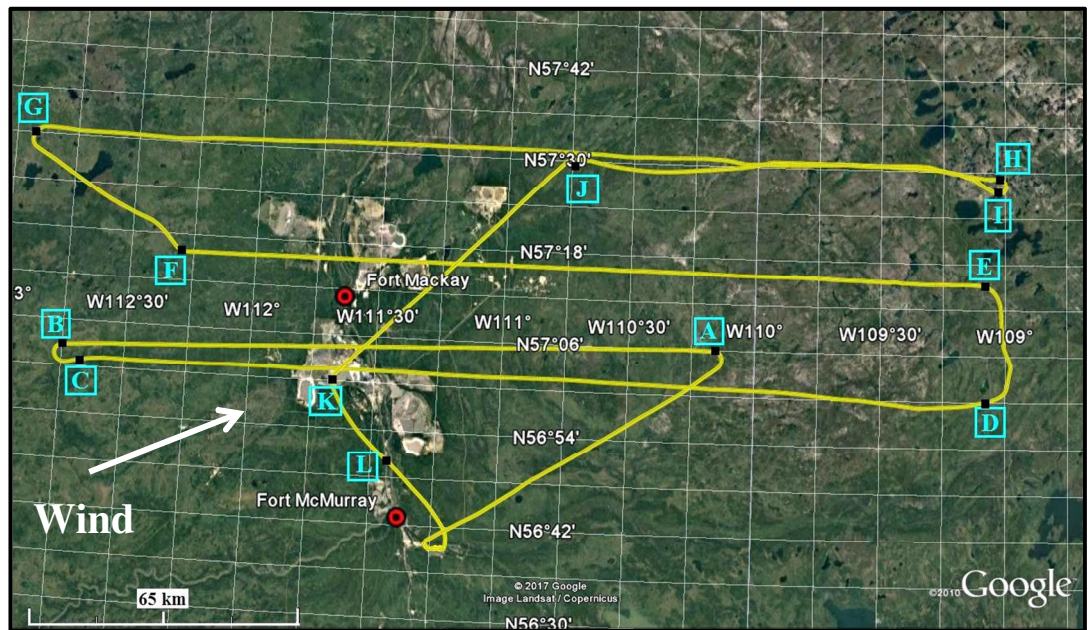 N57°42'
G
N57°30'
H
J
I
N57°18'
F
E
Fort Mackay
3°
W112°30'
W112°
W111°30'
W111°
W110°30'
W110°
W109°30'
W109°
B
A
N57°06'
C
K
D
N56°54'
L
Wind
Fort McMurray
N56°42'
65 km
© 2017 Google
Image Landsat / Copernicus
©2010 Google
N56°30'